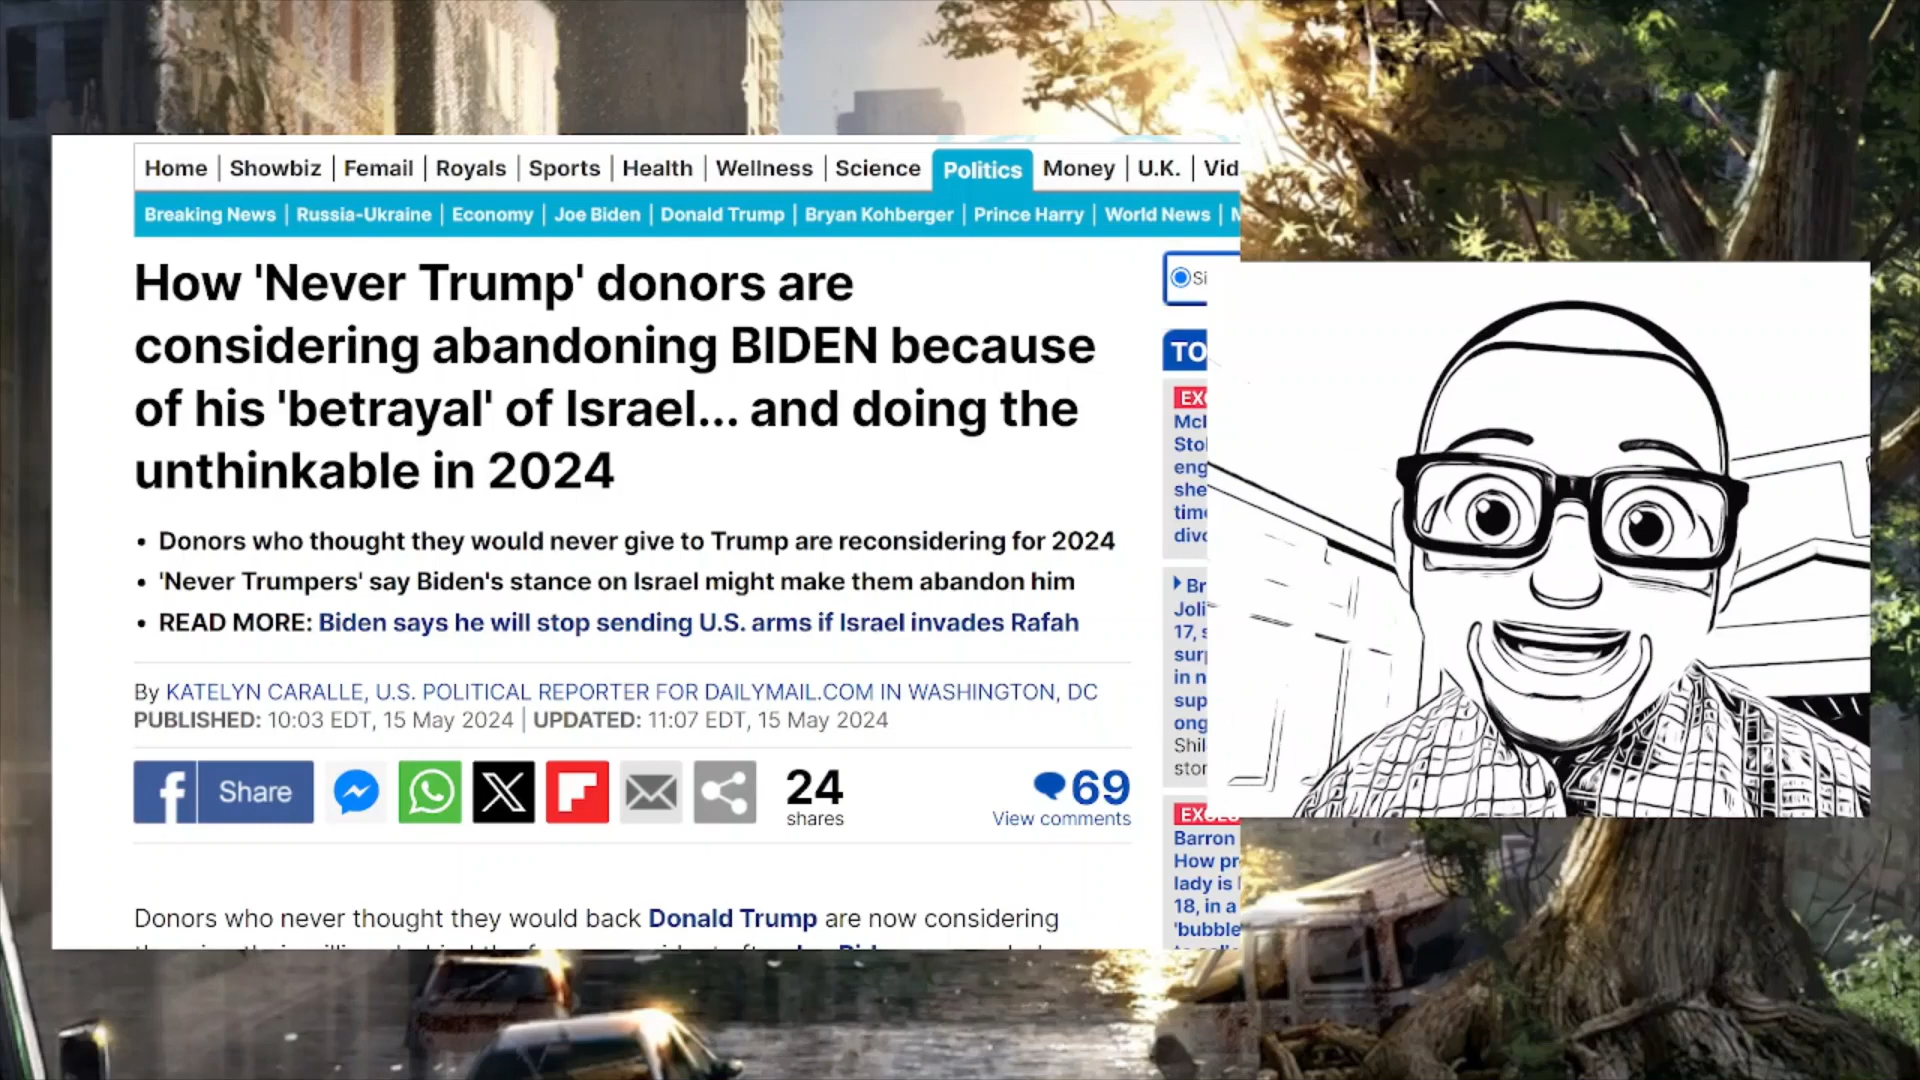 Home | Showbiz | Femail | Royals | Sports | Health | Wellness | Science | Politics | Money | U.K. |
Breaking News | Russia-Ukraine | Economy | Joe Biden | Donald Trump | Bryan Kohberger | Prince Harry | World News |
How 'Never Trump' donors are
considering abandoning BIDEN because
of his 'betrayal' of Israel... and doing the
unthinkable in 2024
• Donors who thought they would never give to Trump are reconsidering for 2024
• 'Never Trumpers' say Biden's stance on Israel might make them abandon him
• READ MORE: Biden says he will stop sending U.S. arms if Israel invades Rafah
By KATELYN CARALLE, U.S. POLITICAL REPORTER FOR DAILYMAIL.COM IN WASHINGTON, DC
PUBLISHED: 10:03 EDT, 15 May 2024 | UPDATED: 11:07 EDT, 15 May 2024
f Share
24
shares
69
View comments
Donors who never thought they would back Donald Trump are now considering
Barron
How
lady is
18, in a
'bubble